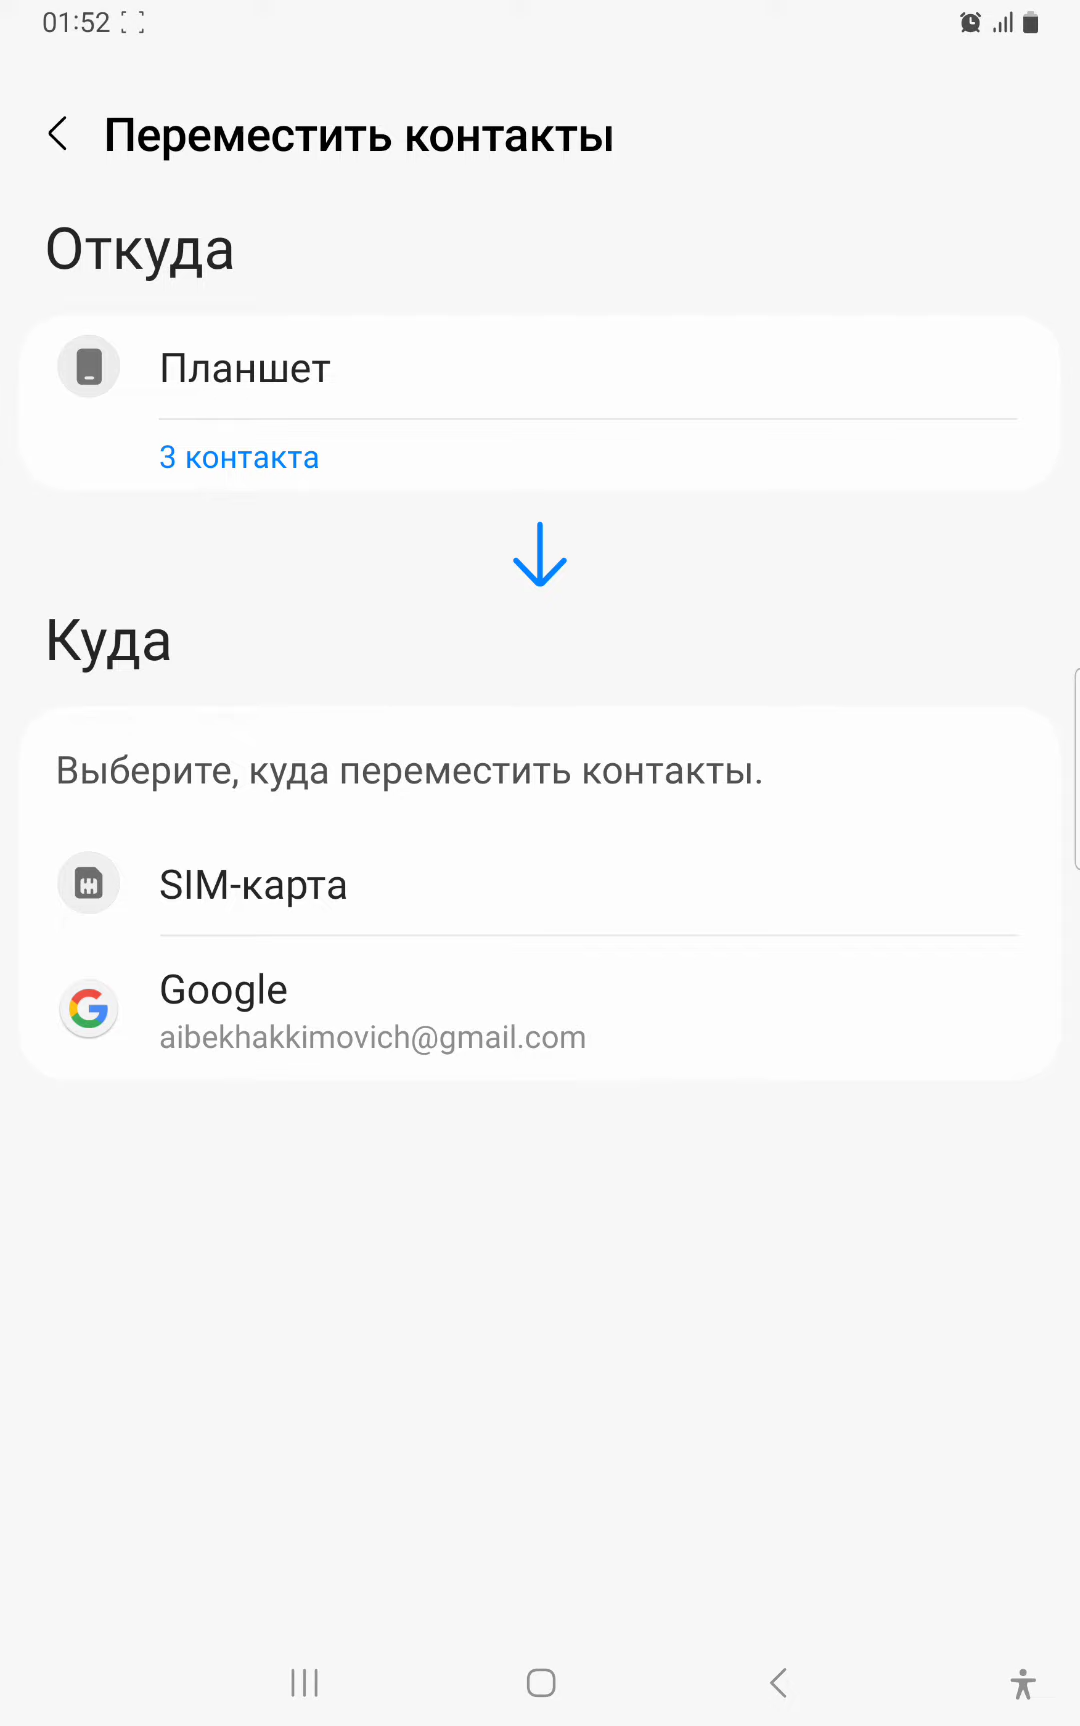 01:52
Переместить контакты
Откуда
Планшет
3 контакта
Куда
Выберите, куда переместить контакты.
SIM-карта
Google
aibekhakkimovich@gmail.com